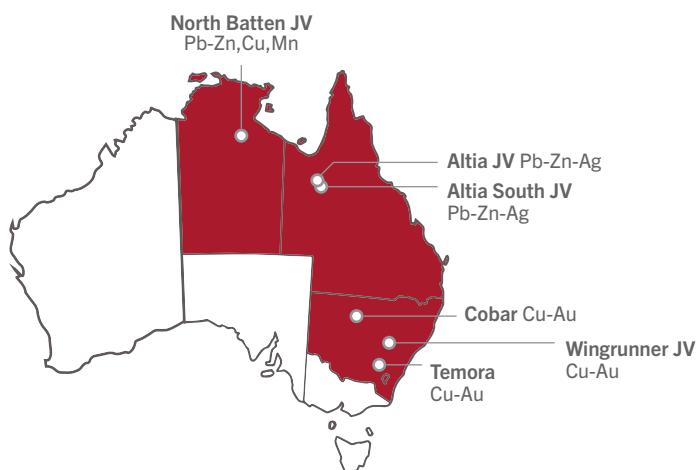 North Batten JV
Pb-Zn,Cu,Mn
Altia JV Pb-Zn-Ag
Altia South JV
Pb-Zn-Ag
Cobar Cu-Au
Wingrunner JV
Cu-Au
Temora
Cu-Au